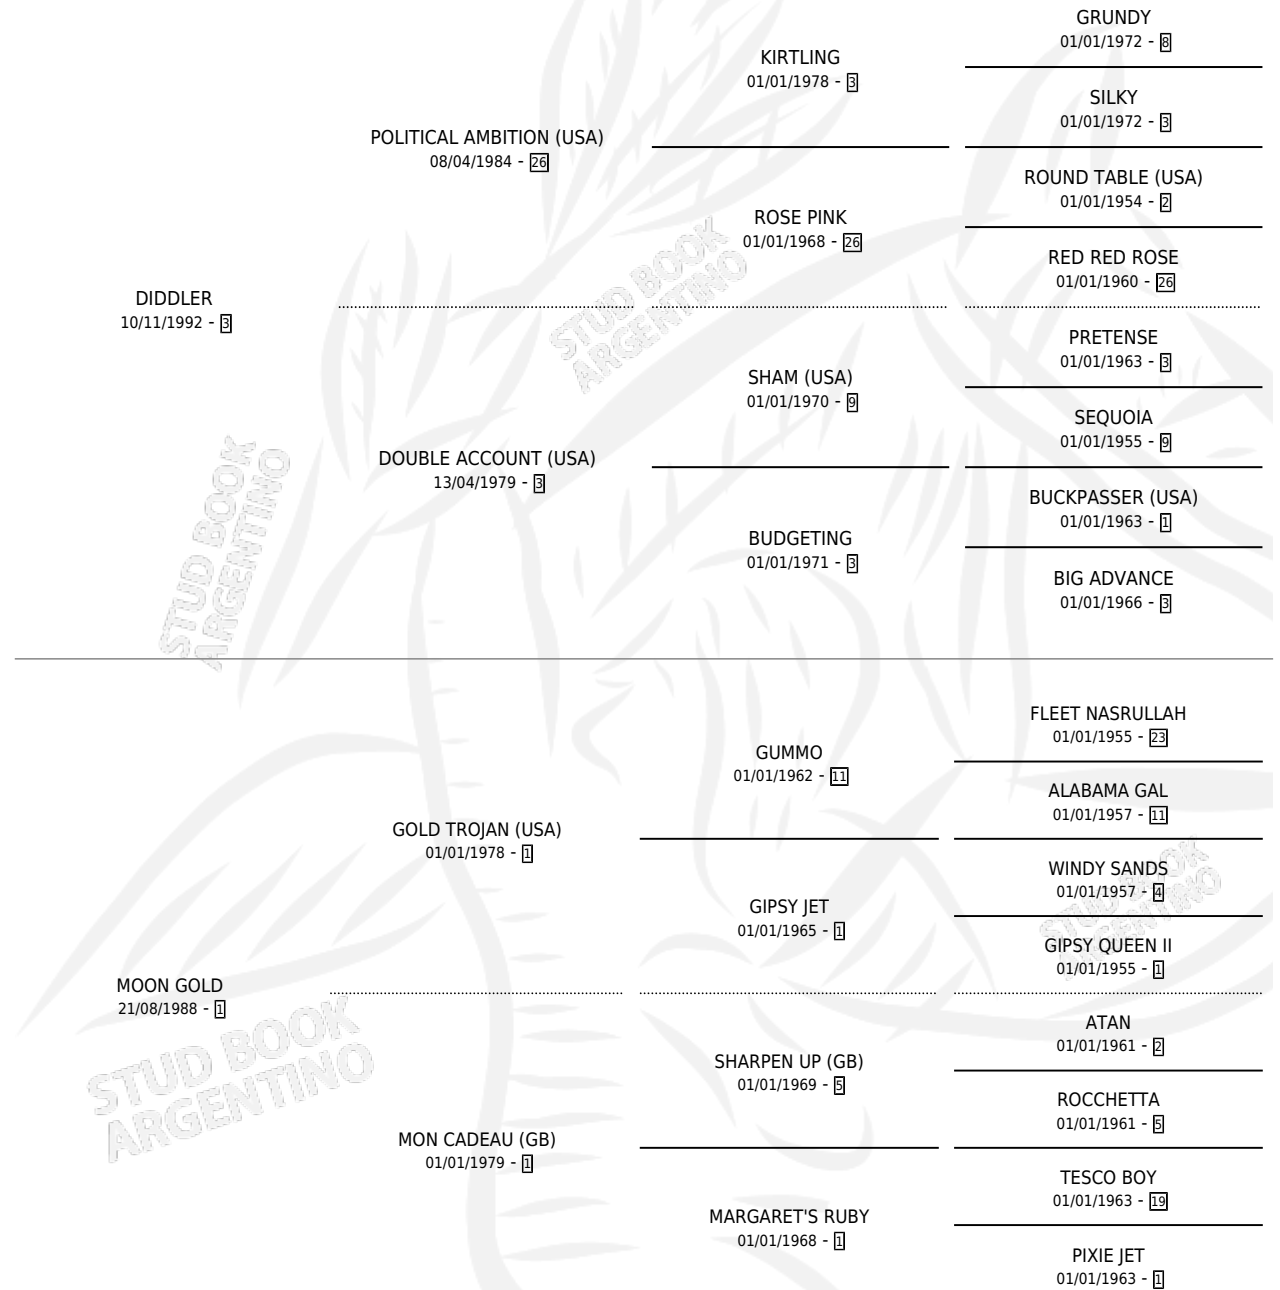 GRUNDY
01/01/1972 - 8
KIRTLING
01/01/1978 - 3
SILKY
01/01/1972 - 3
POLITICAL AMBITION (USA)
08/04/1984 - 26
ROUND TABLE (USA)
01/01/1954 - 2
ROSE PINK
01/01/1968 - 26
RED RED ROSE
01/01/1960 - 26
DIDDLER
10/11/1992 - 3
PRETENSE
01/01/1963 - 3
SHAM (USA)
01/01/1970 - 9
SEQUOIA
01/01/1955 - 9
DOUBLE ACCOUNT (USA)
13/04/1979 - 3
BUCKPASSER (USA)
01/01/1963 - 1
BUDGETING
01/01/1971 - 3
BIG ADVANCE
01/01/1966 - 3
STUD BOOK
ARGENTINO
STUD BOOK
ARGENTINO
FLEET NASRULLAH
01/01/1955 - 23
GUMMO
01/01/1962 - 11
ALABAMA GAL
01/01/1957 - 11
GOLD TROJAN (USA)
01/01/1978 - 1
WINDY SANDS
01/01/1957 - 4
GIPSY JET
01/01/1965 - 1
GIPSY QUEEN II
01/01/1955 - 1
MOON GOLD
21/08/1988 - 1
ATAN
01/01/1961 - 2
SHARPEN UP (GB)
01/01/1969 - 5
ROCCHETTA
01/01/1961 - 5
MON CADEAU (GB)
01/01/1979 - 1
TESCO BOY
01/01/1963 - 19
MARGARET'S RUBY
01/01/1968 - 1
PIXIE JET
01/01/1963 - 1
STUD BOOK
ARGENTINO
STUD BOOK
ARGENTINO